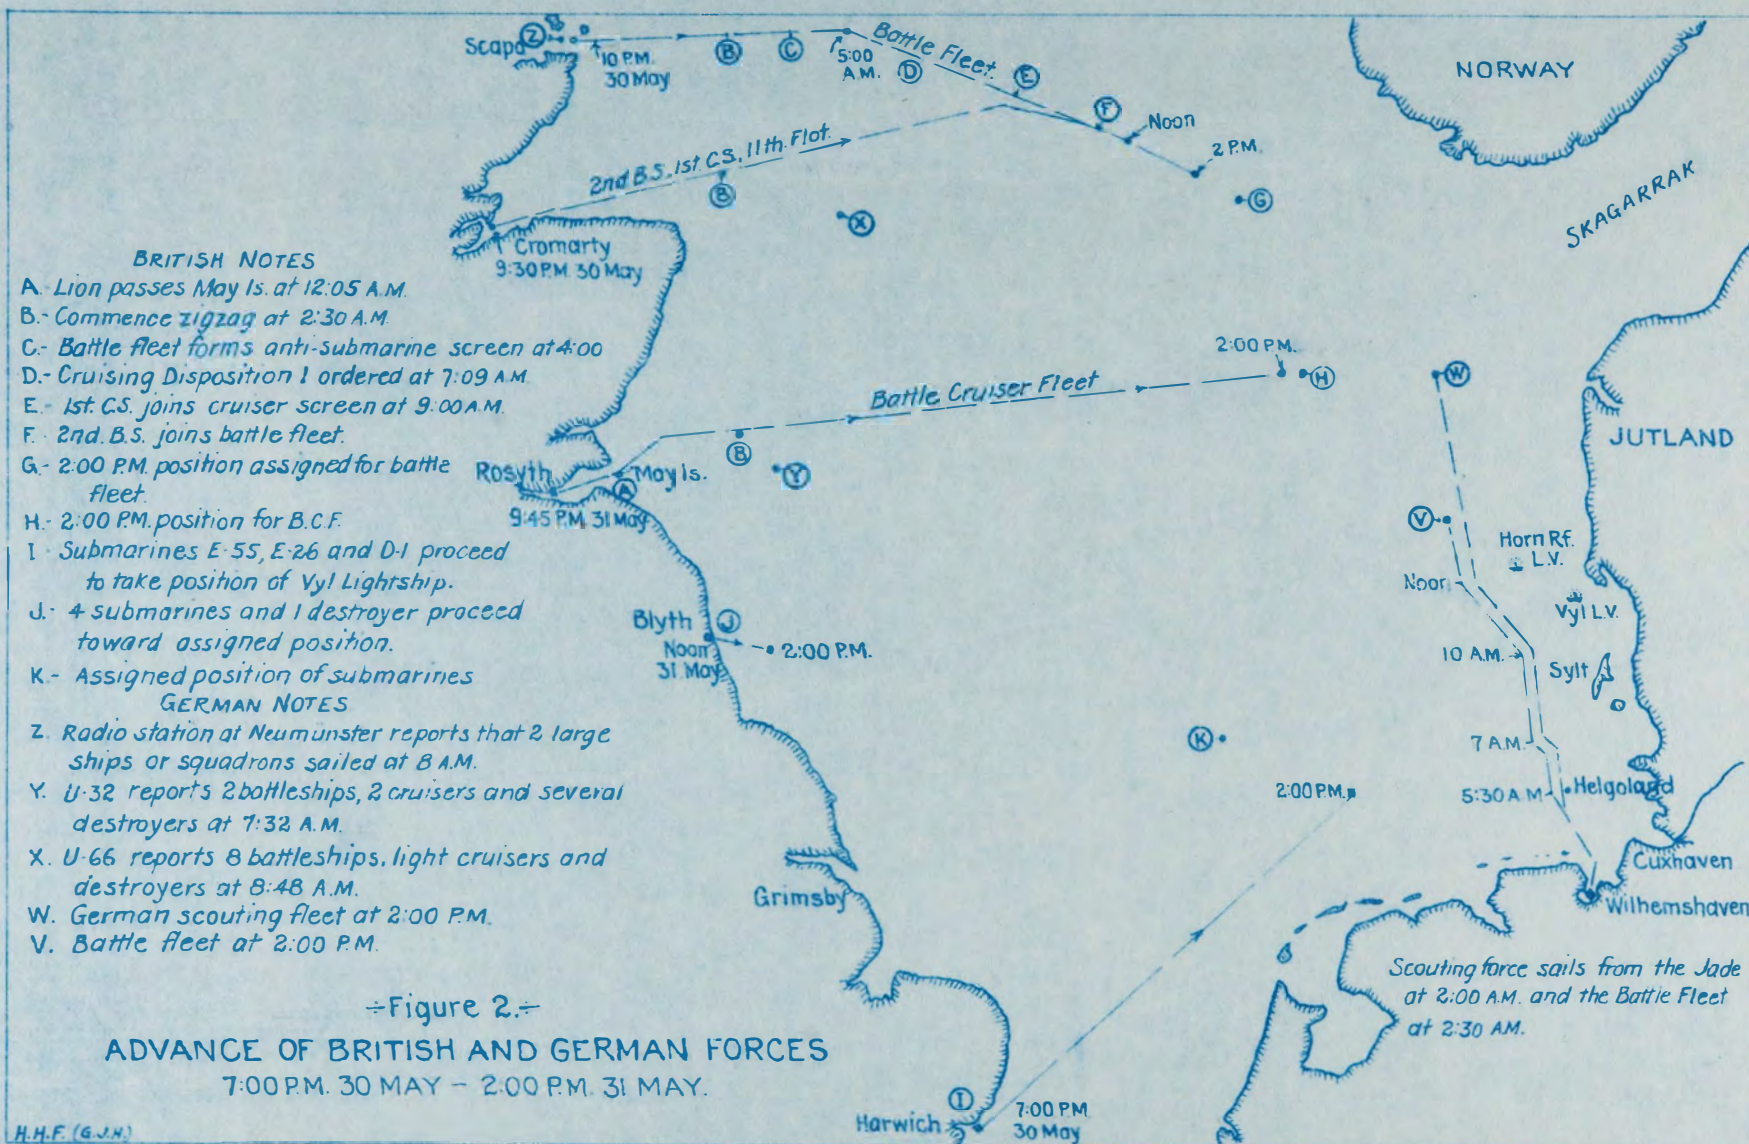 Scapa
Z
10 P.M.
30 May
B
C
5:00
A.M.
Battle Fleet.
D
E
F
Noon
2 P.M.
G
NORWAY
SKAGARRAK
2nd B.S. 1st. C.S. 11th. Flot.
B
X
Cromarty
9:30 P.M. 30 May
BRITISH NOTES
A.- Lion passes May Is. at 12:05 A.M.
B.- Commence zigzag at 2:30 A.M.
C.- Battle fleet forms anti-submarine screen at 4:00
D.- Cruising Disposition 1 ordered at 7:09 A.M.
E.- 1st. C.S. joins cruiser screen at 9:00 A.M.
F. 2nd. B.S. joins battle fleet.
G.- 2:00 P.M. position assigned for battle
fleet.
H.- 2:00 P.M. position for B.C.F.
I Submarines E-55, E-26 and D-1 proceed
to take position of Vyl Lightship.
J.- 4 submarines and 1 destroyer proceed
toward assigned position.
K.- Assigned position of submarines
GERMAN NOTES
Z. Radio station at Neumünster reports that 2 large
ships or squadrons sailed at 8 A.M.
Y. U-32 reports 2 battleships, 2 cruisers and several
destroyers at 7:32 A.M.
X. U-66 reports 8 battleships, light cruisers and
destroyers at 8:48 A.M.
W. German scouting fleet at 2:00 P.M.
V. Battle fleet at 2:00 P.M.
2:00 P.M.
H
Battle Cruiser Fleet
B
Y
Rosyth
A
May Is.
9:45 P.M. 31 May
W
JUTLAND
V
Horn Rf.
L.V.
Noon
Vyl L.V.
10 A.M.
Sylt
7 A.M.
5:30 A.M.
Helgoland
Blyth
J
Noon
31 May
2:00 P.M.
K
2:00 P.M.
Grimsby
Cuxhaven
Wilhemshaven
Scouting force sails from the Jade
at 2:00 A.M. and the Battle Fleet
at 2:30 AM.
÷Figure 2.÷
ADVANCE OF BRITISH AND GERMAN FORCES
7:00 P.M. 30 MAY – 2:00 P.M. 31 MAY.
I
Harwich
7:00 P.M
30 May
H.H.F. (G.J.H.)